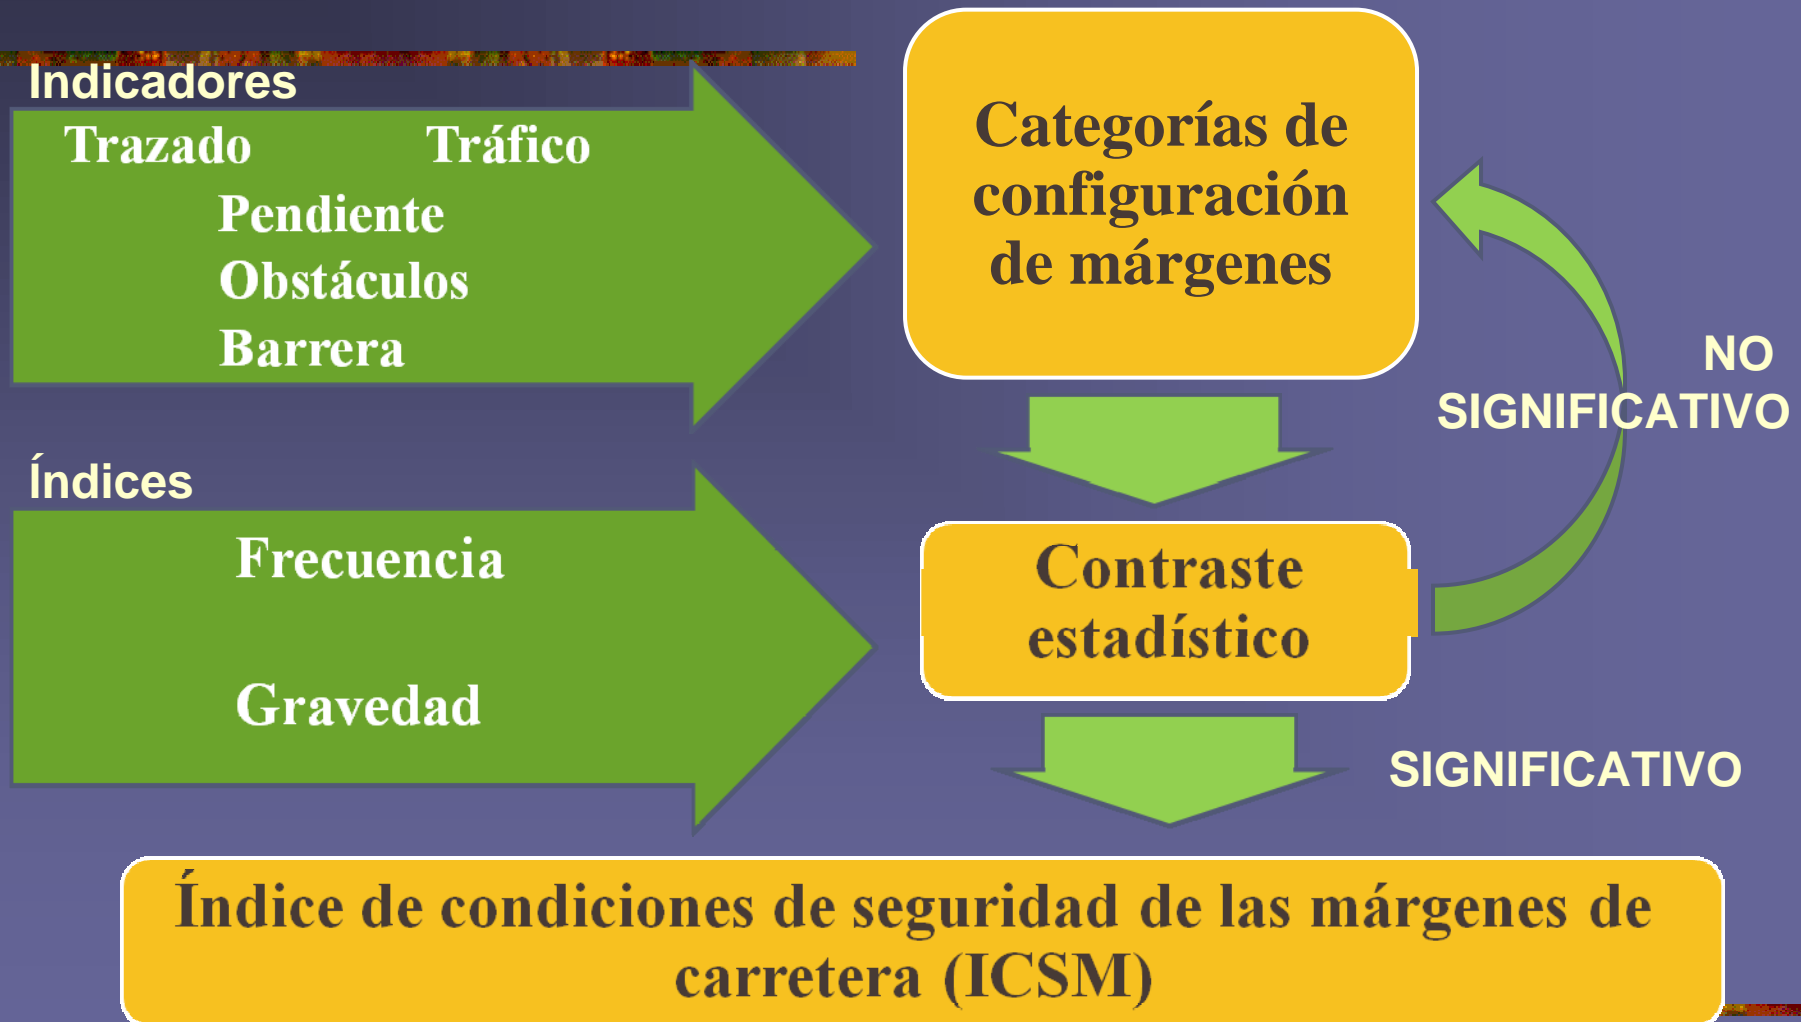 Indicadores
Trazado Tráfico
Pendiente
Obstáculos
Barrera
Categorías de
configuración
de márgenes
NO
SIGNIFICATIVO
Índices
Frecuencia
Gravedad
Contraste
estadístico
SIGNIFICATIVO
Índice de condiciones de seguridad de las márgenes de
carretera (ICSM)